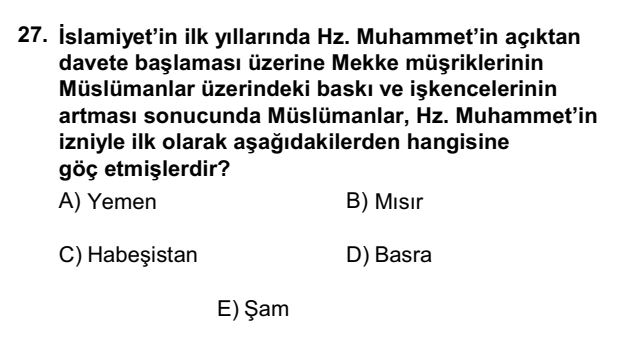 27. İslamiyet’in ilk yıllarında Hz. Muhammet’in açıktan
davete başlaması üzerine Mekke müşriklerinin
Müslümanlar üzerindeki baskı ve işkencelerinin
artması sonucunda Müslümanlar, Hz. Muhammet’in
izniyle ilk olarak aşağıdakilerden hangisine
göç etmişlerdir?
A) Yemen B) Mısır
C) Habeşistan D) Basra
E) Şam